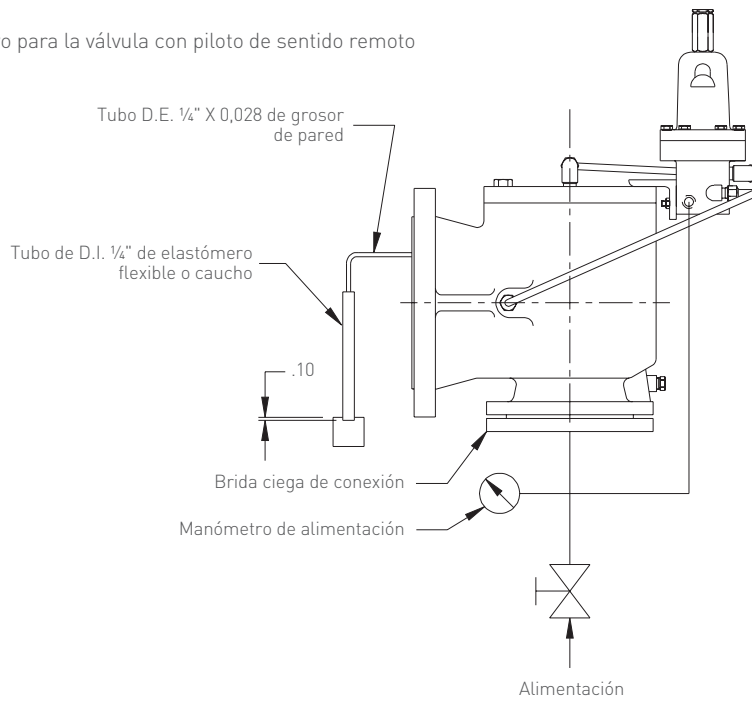 para la válvula con piloto de sentido remoto
Tubo D.E. ¼" X 0,028 de grosor
de pared
Tubo de D.I. ¼" de elastómero
flexible o caucho
.10
Brida ciega de conexión
Manómetro de alimentación
Alimentación